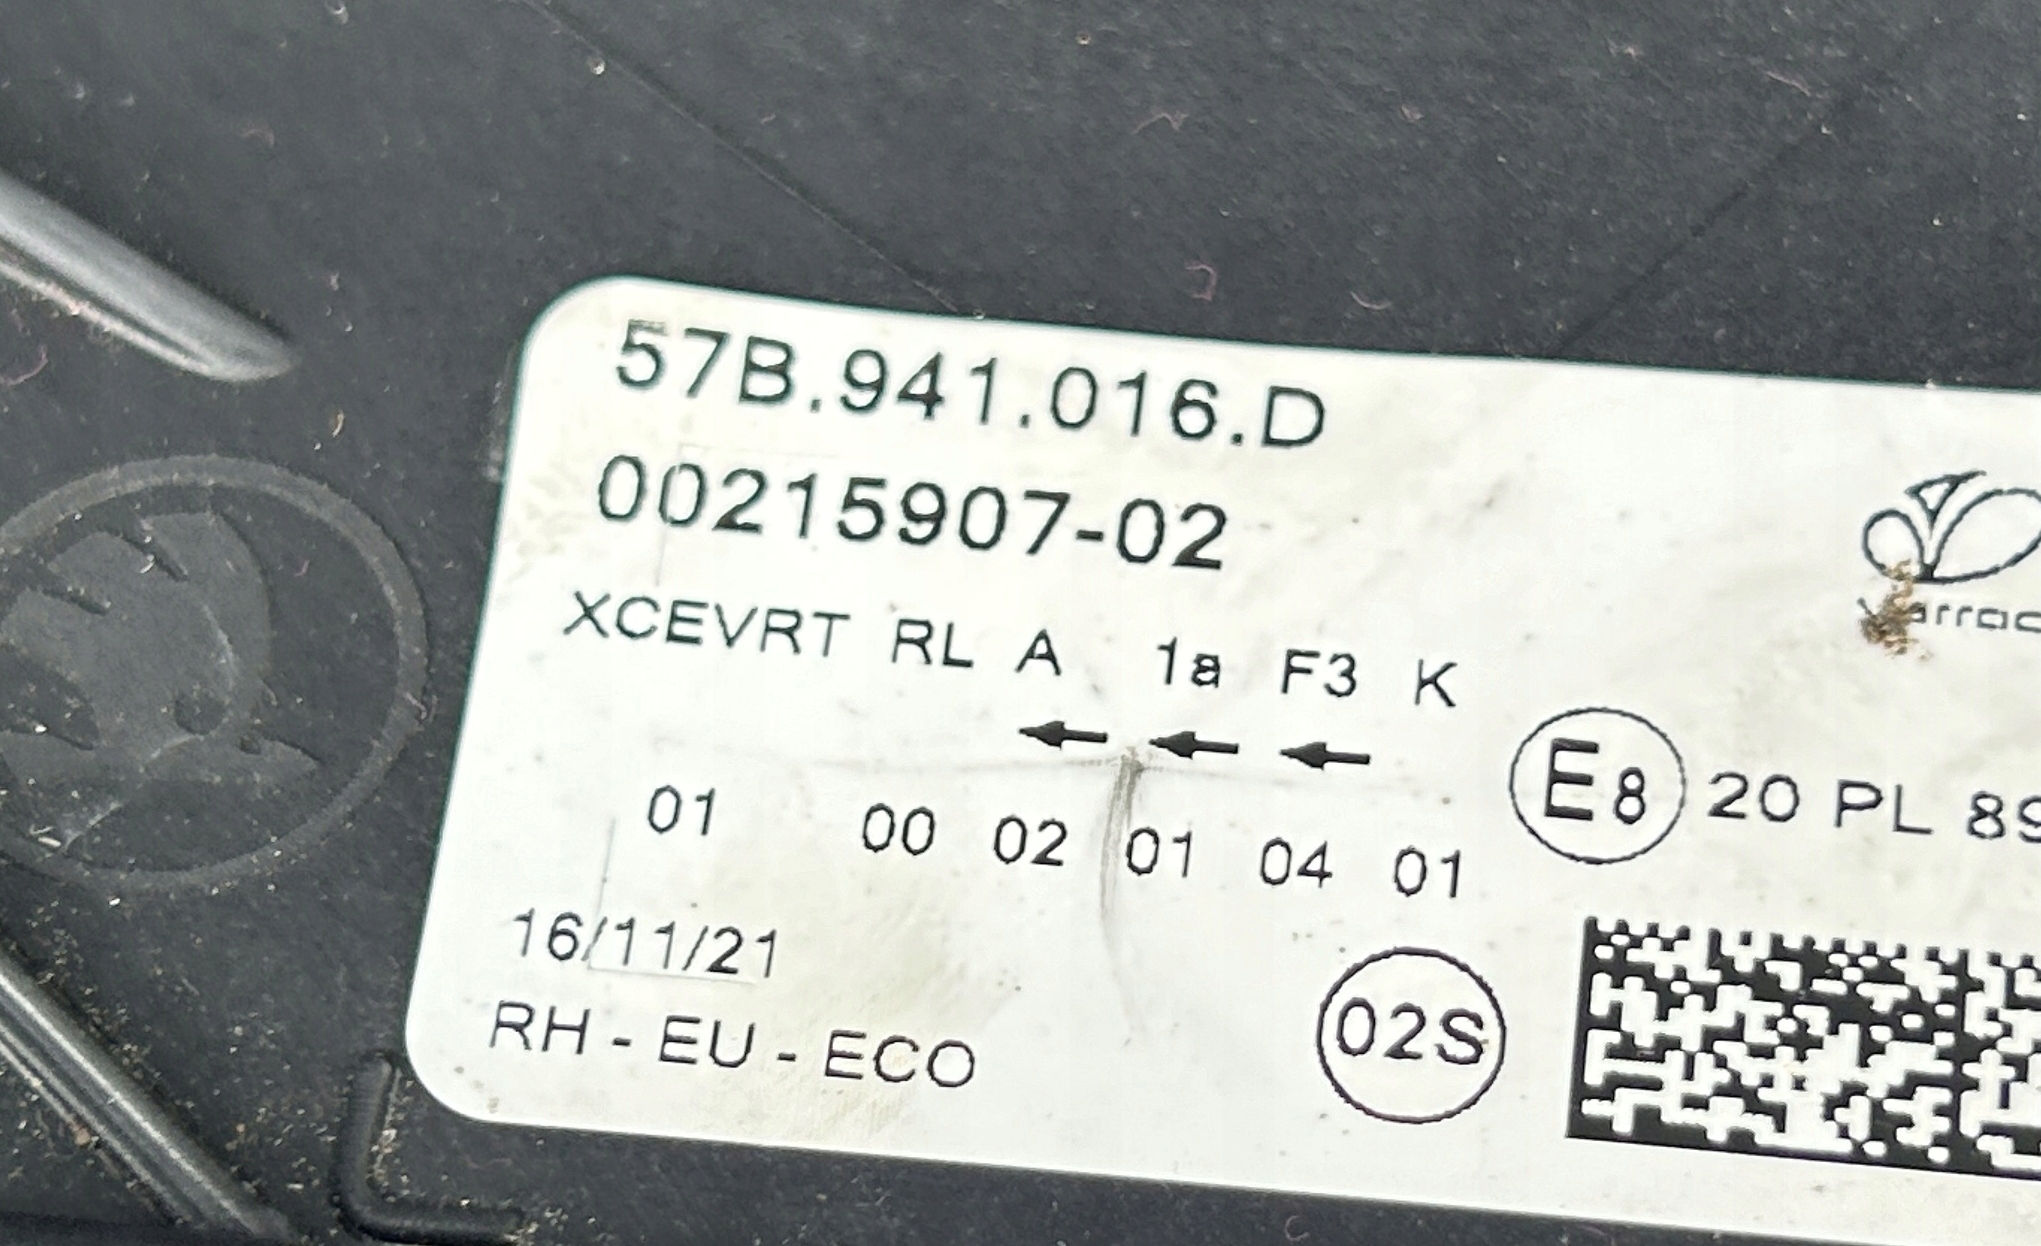 57B.941.016.D
00215907-02
XCEVRT RL A 1a F3 K
01 00 02 01 04 01
E8 20 PL
16/11/21
02S
RH - EU - ECO